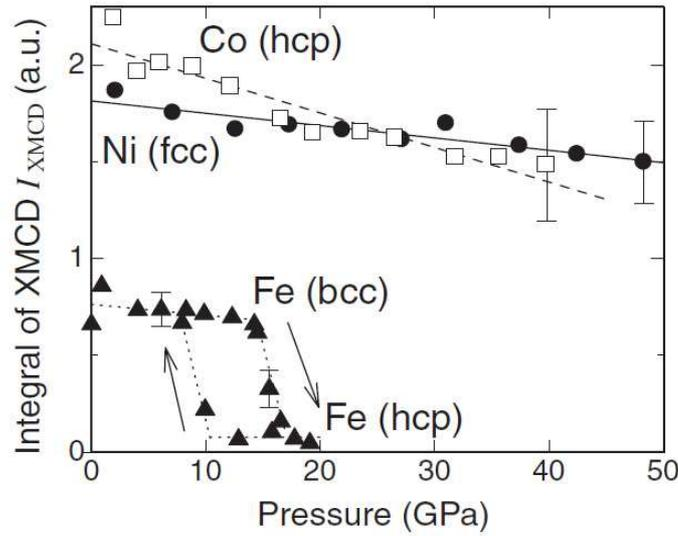 Integral of XMCD I XMCD (a.u.)
2
1
0
Co (hcp)
Ni (fcc)
Fe (bcc)
Fe (hcp)
0 10 20 30 40 50
Pressure (GPa)